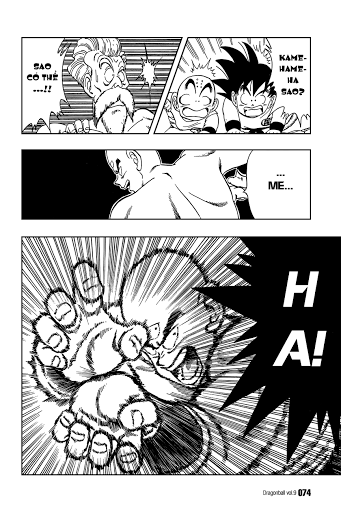 SAO
CÓ THỂ
---!!
KAME-
HAME-
HA
SAO?
...
ME...
H
A!
Dragonball vol.9 074